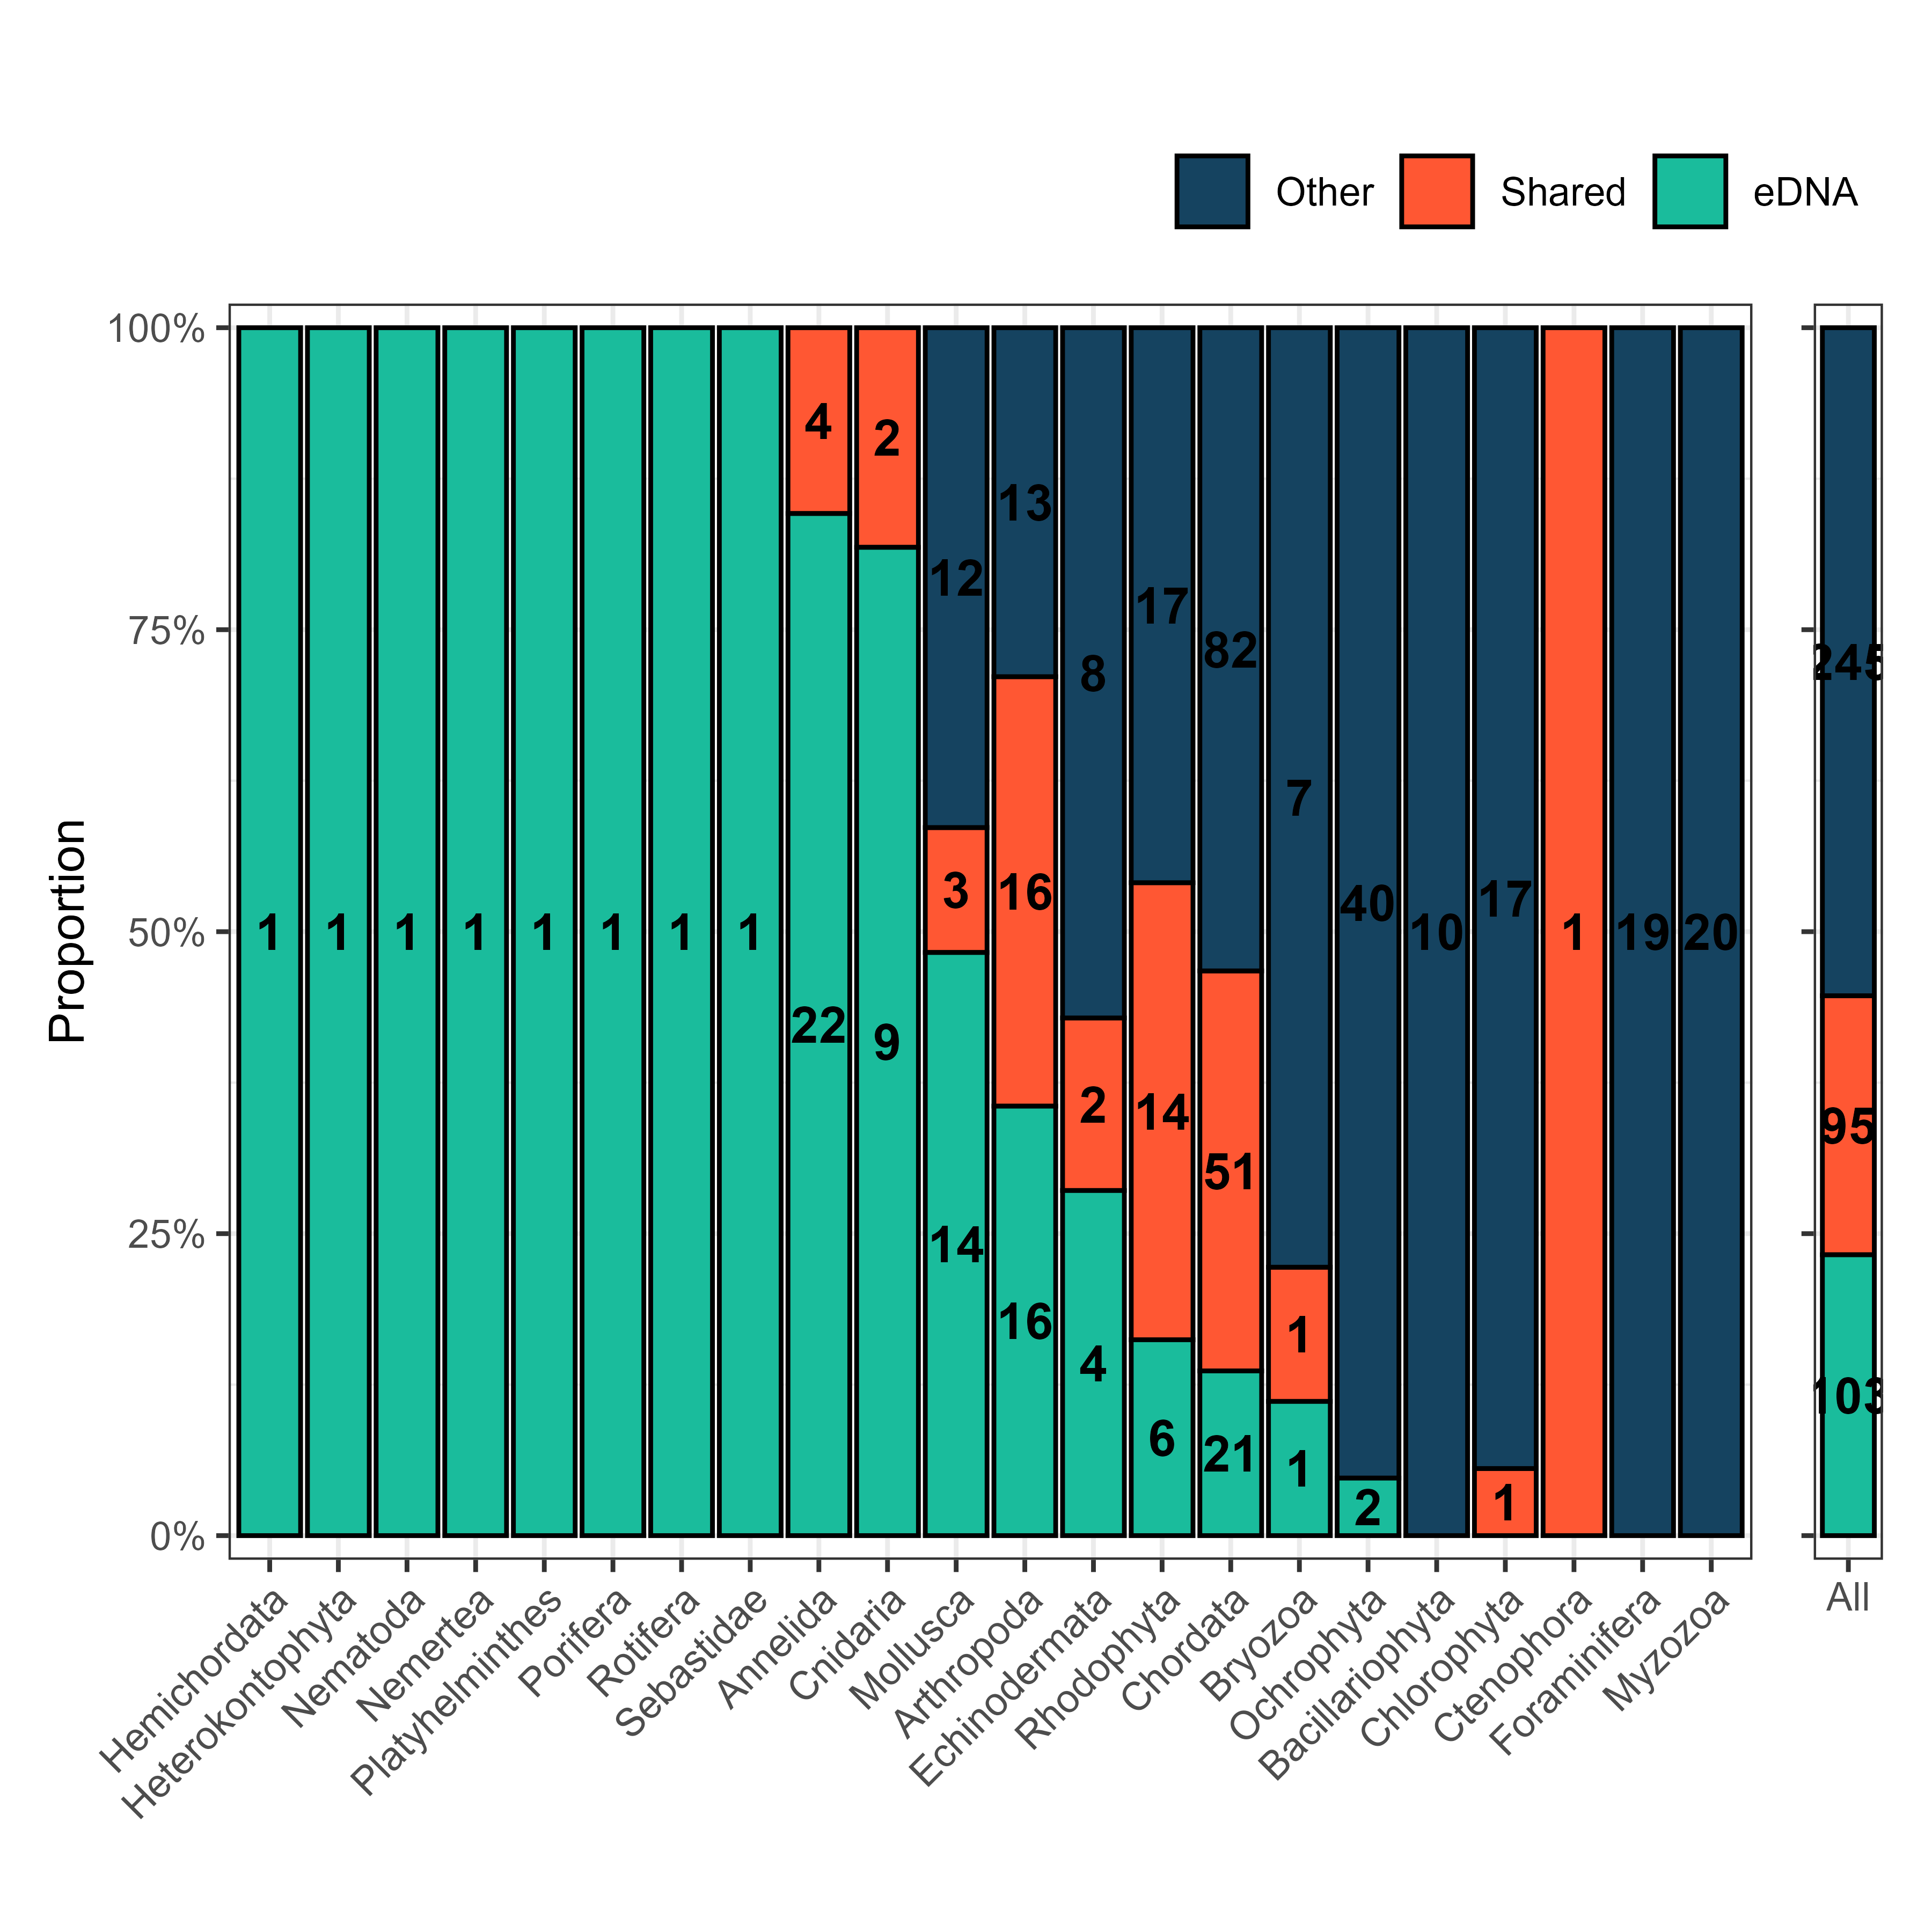 Other Shared eDNA
Proportion
100%
75%
50%
25%
0%
1 1 1 1 1 1 1 1
4
22
2
9
12
3
14
13
16
16
8
2
4
17
14
6
82
51
21
7
1
1
40
2
10
17
1
1
19
20
245
95
103
Hemichordata
Heterokontophyta
Nematoda
Nemertea
Platyhelminthes
Porifera
Rotifera
Sebastidae
Annelida
Cnidaria
Mollusca
Arthropoda
Echinodermata
Rhodophyta
Chordata
Bryozoa
Ochrophyta
Bacillariophyta
Chlorophyta
Ctenophora
Foraminifera
Myzozoa
All